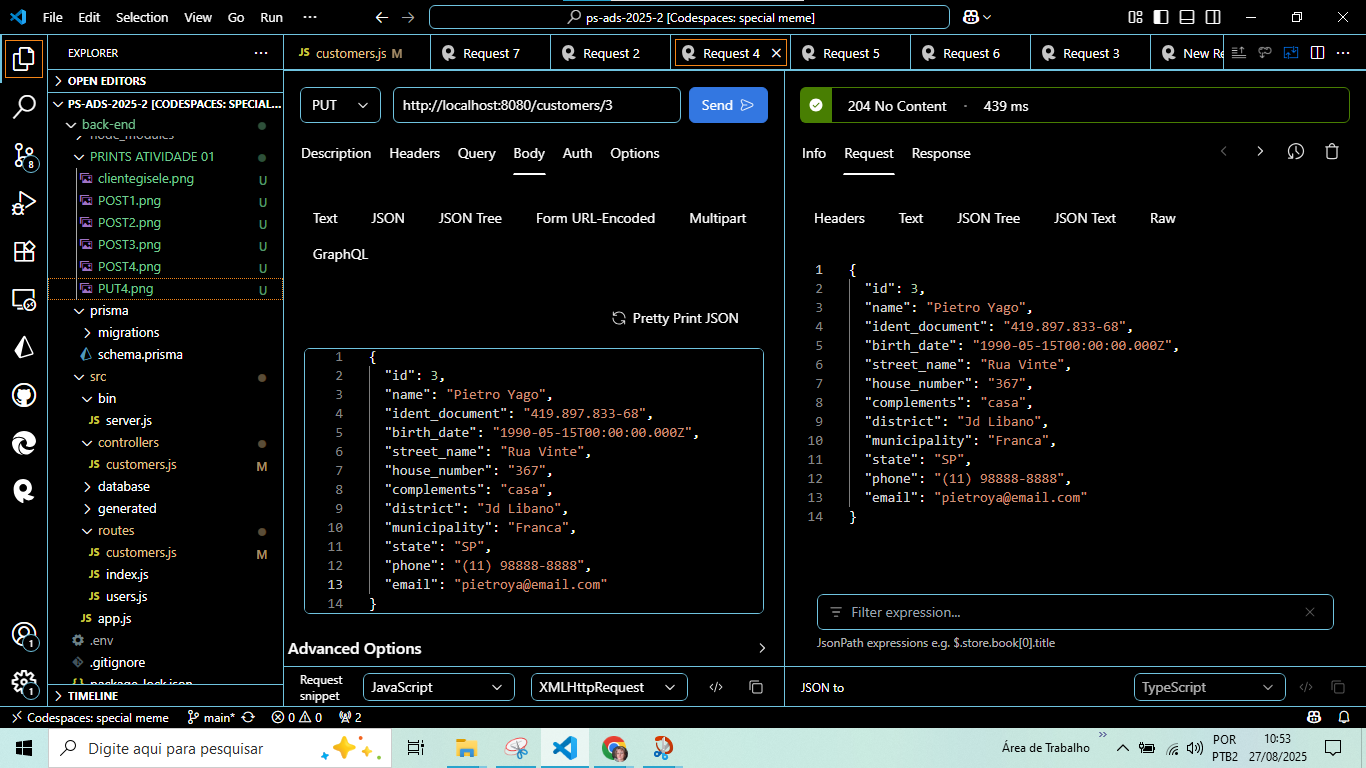 File Edit Selection View Go Run ···
ps-ads-2025-2 [Codespaces: special meme]
EXPLORER ···
JS customers.js M
Request 7
Request 2
Request 4
Request 5
Request 6
Request 3
New Re
OPEN EDITORS
PS-ADS-2025-2 [CODESPACES: SPECIAL...
back-end
node_modules
PRINTS ATIVIDADE 01
clientegisele.png U
POST1.png U
POST2.png U
POST3.png U
POST4.png U
PUT4.png U
prisma
migrations
schema.prisma
src
bin
JS server.js
controllers
JS customers.js M
database
generated
routes
JS customers.js M
JS index.js
JS users.js
JS app.js
.env
.gitignore
package-lock.json
TIMELINE
8
1
1
PUT
http://localhost:8080/customers/3
Send
Description Headers Query Body Auth Options
Text JSON JSON Tree Form URL-Encoded Multipart
GraphQL
Pretty Print JSON
1 {
2 "id": 3,
3 "name": "Pietro Yago",
4 "ident_document": "419.897.833-68",
5 "birth_date": "1990-05-15T00:00:00.000Z",
6 "street_name": "Rua Vinte",
7 "house_number": "367",
8 "complements": "casa",
9 "district": "Jd Libano",
10 "municipality": "Franca",
11 "state": "SP",
12 "phone": "(11) 98888-8888",
13 "email": "pietroya@email.com"
14 }
Advanced Options
Request snippet
JavaScript
XMLHttpRequest
204 No Content · 439 ms
Info Request Response
Headers Text JSON Tree JSON Text Raw
1 {
2 "id": 3,
3 "name": "Pietro Yago",
4 "ident_document": "419.897.833-68",
5 "birth_date": "1990-05-15T00:00:00.000Z",
6 "street_name": "Rua Vinte",
7 "house_number": "367",
8 "complements": "casa",
9 "district": "Jd Libano",
10 "municipality": "Franca",
11 "state": "SP",
12 "phone": "(11) 98888-8888",
13 "email": "pietroya@email.com"
14 }
Filter expression...
JsonPath expressions e.g. $.store.book[0].title
JSON to
TypeScript
Codespaces: special meme main* 0 0 2
Digite aqui para pesquisar
Área de Trabalho
POR
PTB2
10:53
27/08/2025